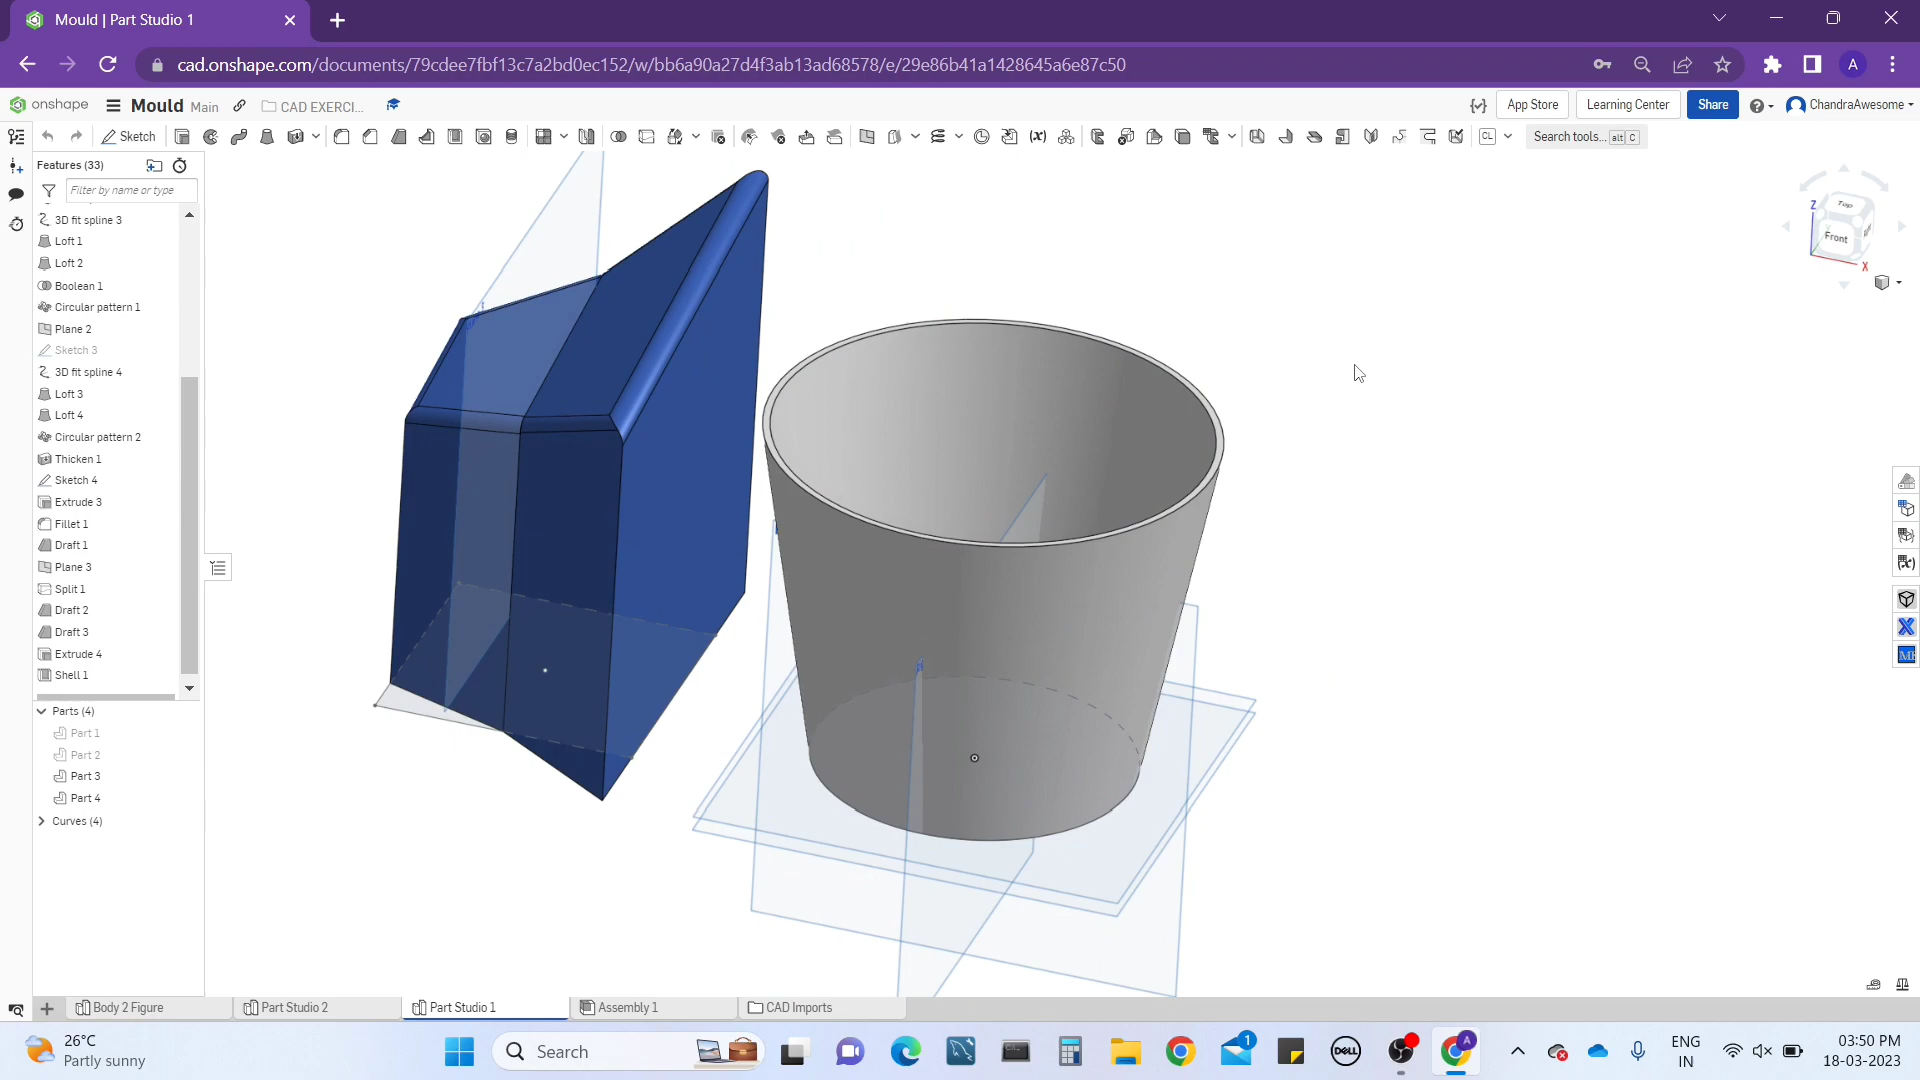 Mould | Part Studio 1
cad.onshape.com/documents/79cdee7fbf13c7a2bd0ec152/w/bb6a90a27d4f3ab13ad68578/e/29e86b41a1428645a6e87c50
A
onshape
Mould Main
CAD EXERCI...
App Store
Learning Center
Share
ChandraAwesome
Sketch
CL
Search tools... alt C
Features (33)
Filter by name or type
3D fit spline 3
Loft 1
Loft 2
Boolean 1
Circular pattern 1
Plane 2
Sketch 3
3D fit spline 4
Loft 3
Loft 4
Circular pattern 2
Thicken 1
Sketch 4
Extrude 3
Fillet 1
Draft 1
Plane 3
Split 1
Draft 2
Draft 3
Extrude 4
Shell 1
Parts (4)
Part 1
Part 2
Part 3
Part 4
Curves (4)
Z
Top
Front
X
Body 2 Figure
Part Studio 2
Part Studio 1
Assembly 1
CAD Imports
26°C
Partly sunny
Search
1
DELL
A
ENG
IN
03:50 PM
18-03-2023